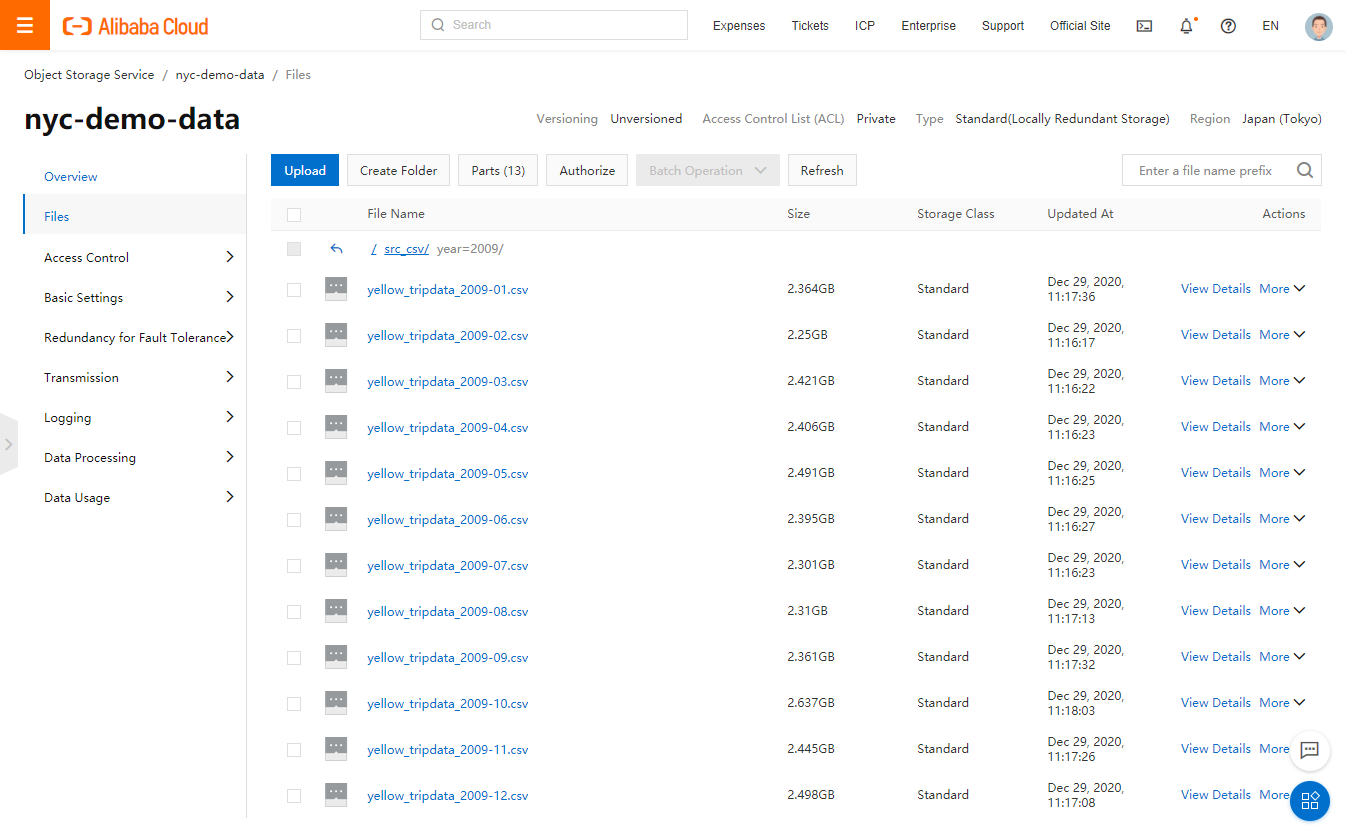 Alibaba Cloud
Search
Expenses Tickets ICP Enterprise Support Official Site EN
Object Storage Service / nyc-demo-data / Files
nyc-demo-data
Versioning Unversioned Access Control List (ACL) Private Type Standard(Locally Redundant Storage) Region Japan (Tokyo)
Overview
Files
Access Control
Basic Settings
Redundancy for Fault Tolerance
Transmission
Logging
Data Processing
Data Usage
Upload Create Folder Parts (13) Authorize Batch Operation Refresh Enter a file name prefix
File Name Size Storage Class Updated At Actions
/ src_csv/ year=2009/
yellow_tripdata_2009-01.csv 2.364GB Standard Dec 29, 2020, View Details More
11:17:36
yellow_tripdata_2009-02.csv 2.25GB Standard Dec 29, 2020, View Details More
11:16:17
yellow_tripdata_2009-03.csv 2.421GB Standard Dec 29, 2020, View Details More
11:16:22
yellow_tripdata_2009-04.csv 2.406GB Standard Dec 29, 2020, View Details More
11:16:23
yellow_tripdata_2009-05.csv 2.491GB Standard Dec 29, 2020, View Details More
11:16:25
yellow_tripdata_2009-06.csv 2.395GB Standard Dec 29, 2020, View Details More
11:16:27
yellow_tripdata_2009-07.csv 2.301GB Standard Dec 29, 2020, View Details More
11:16:23
yellow_tripdata_2009-08.csv 2.31GB Standard Dec 29, 2020, View Details More
11:17:13
yellow_tripdata_2009-09.csv 2.361GB Standard Dec 29, 2020, View Details More
11:17:32
yellow_tripdata_2009-10.csv 2.637GB Standard Dec 29, 2020, View Details More
11:18:03
yellow_tripdata_2009-11.csv 2.445GB Standard Dec 29, 2020, View Details More
11:17:26
yellow_tripdata_2009-12.csv 2.498GB Standard Dec 29, 2020, View Details More
11:17:08